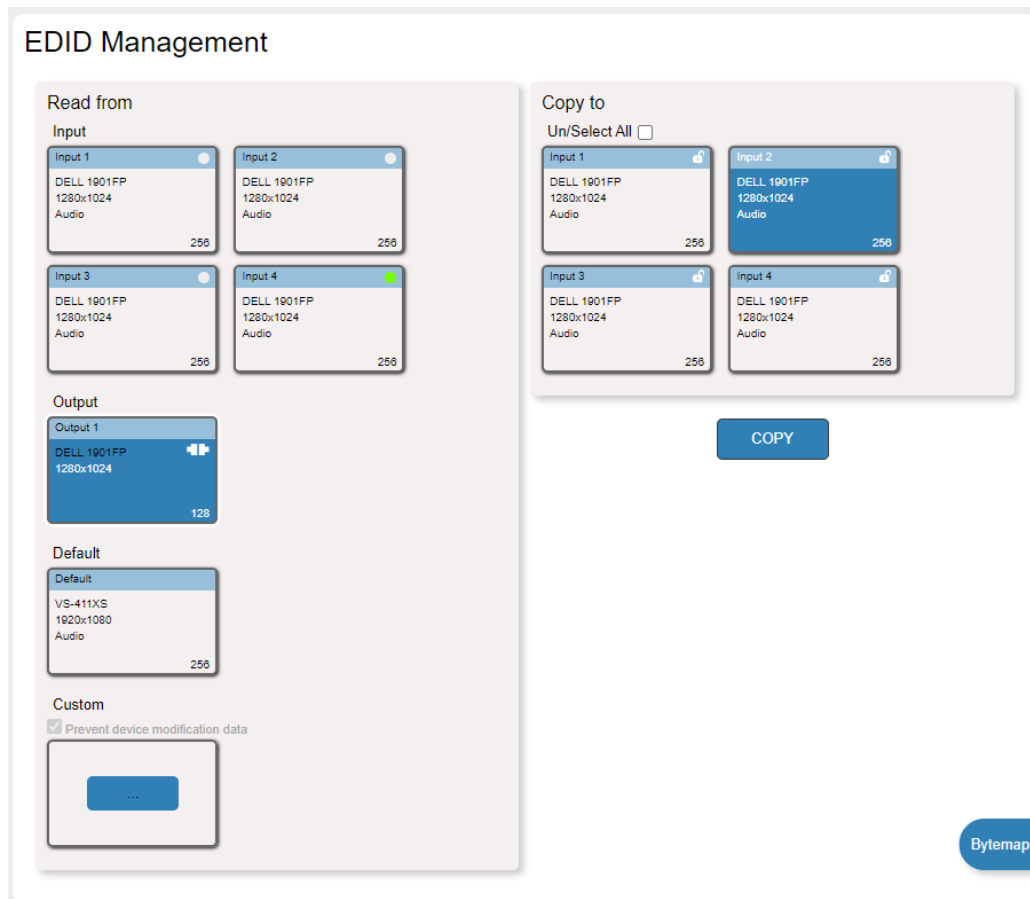 EDID Management
Read from
Input
Input 1
DELL 1901FP
1280x1024
Audio
256
Input 2
DELL 1901FP
1280x1024
Audio
256
Input 3
DELL 1901FP
1280x1024
Audio
256
Input 4
DELL 1901FP
1280x1024
Audio
256
Output
Output 1
DELL 1901FP
1280x1024
128
Default
Default
VS-411XS
1920x1080
Audio
256
Custom
Prevent device modification data
...
Copy to
Un/Select All
Input 1
DELL 1901FP
1280x1024
Audio
256
Input 2
DELL 1901FP
1280x1024
Audio
256
Input 3
DELL 1901FP
1280x1024
Audio
256
Input 4
DELL 1901FP
1280x1024
Audio
256
COPY
Bytemap